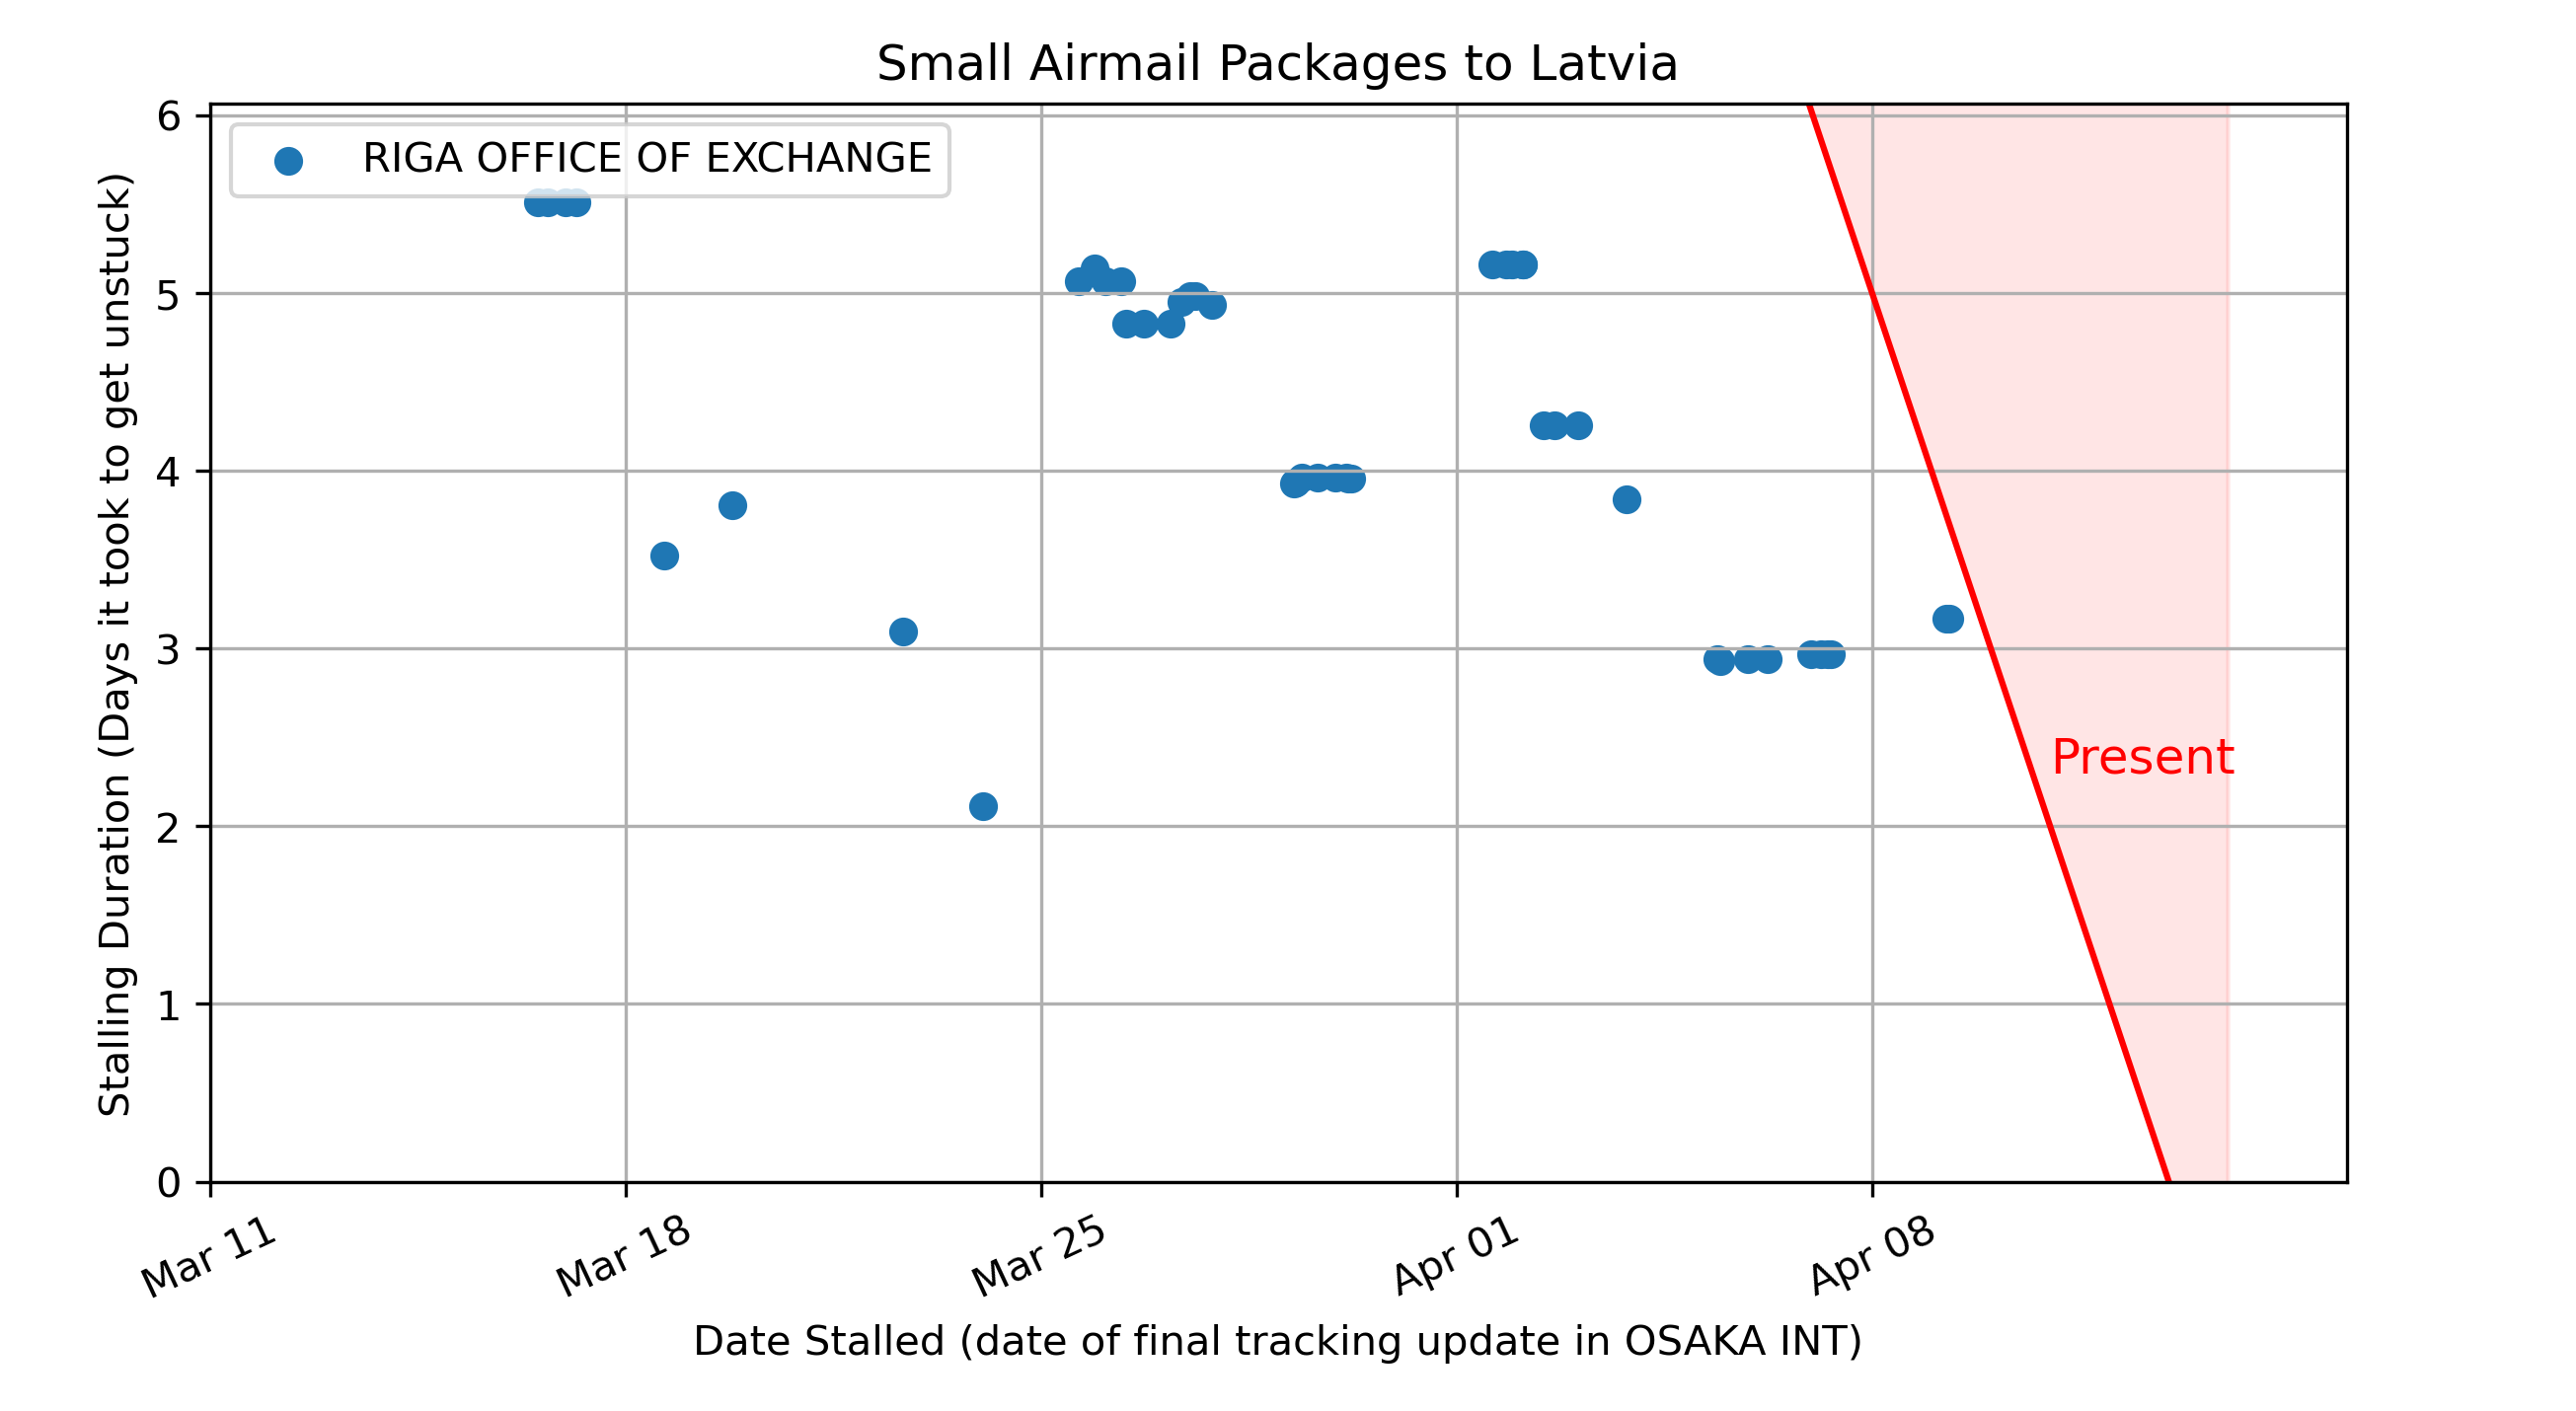 Small Airmail Packages to Latvia
RIGA OFFICE OF EXCHANGE
Stalling Duration (Days it took to get unstuck)
6
5
4
3
2
1
0
Present
Mar 11
Mar 18
Mar 25
Apr 01
Apr 08
Date Stalled (date of final tracking update in OSAKA INT)